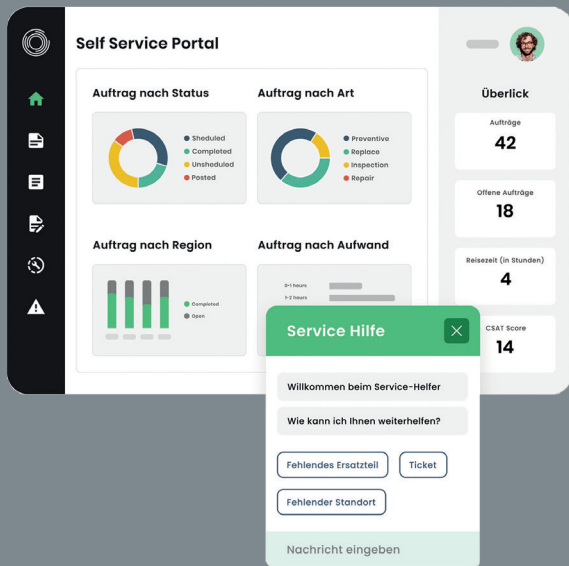 Self Service Portal
Auftrag nach Status
Sheduled
Completed
Unsheduled
Posted
Auftrag nach Art
Preventive
Replace
Inspection
Repair
Auftrag nach Region
Completed
Open
Auftrag nach Aufwand
0-1 hours
1-2 hours
Überlick
Aufträge
42
Offene Aufträge
18
Reisezeit (in Stunden)
4
CSAT Score
14
Service Hilfe
Willkommen beim Service-Helfer
Wie kann ich Ihnen weiterhelfen?
Fehlendes Ersatzteil
Ticket
Fehlender Standort
Nachricht eingeben